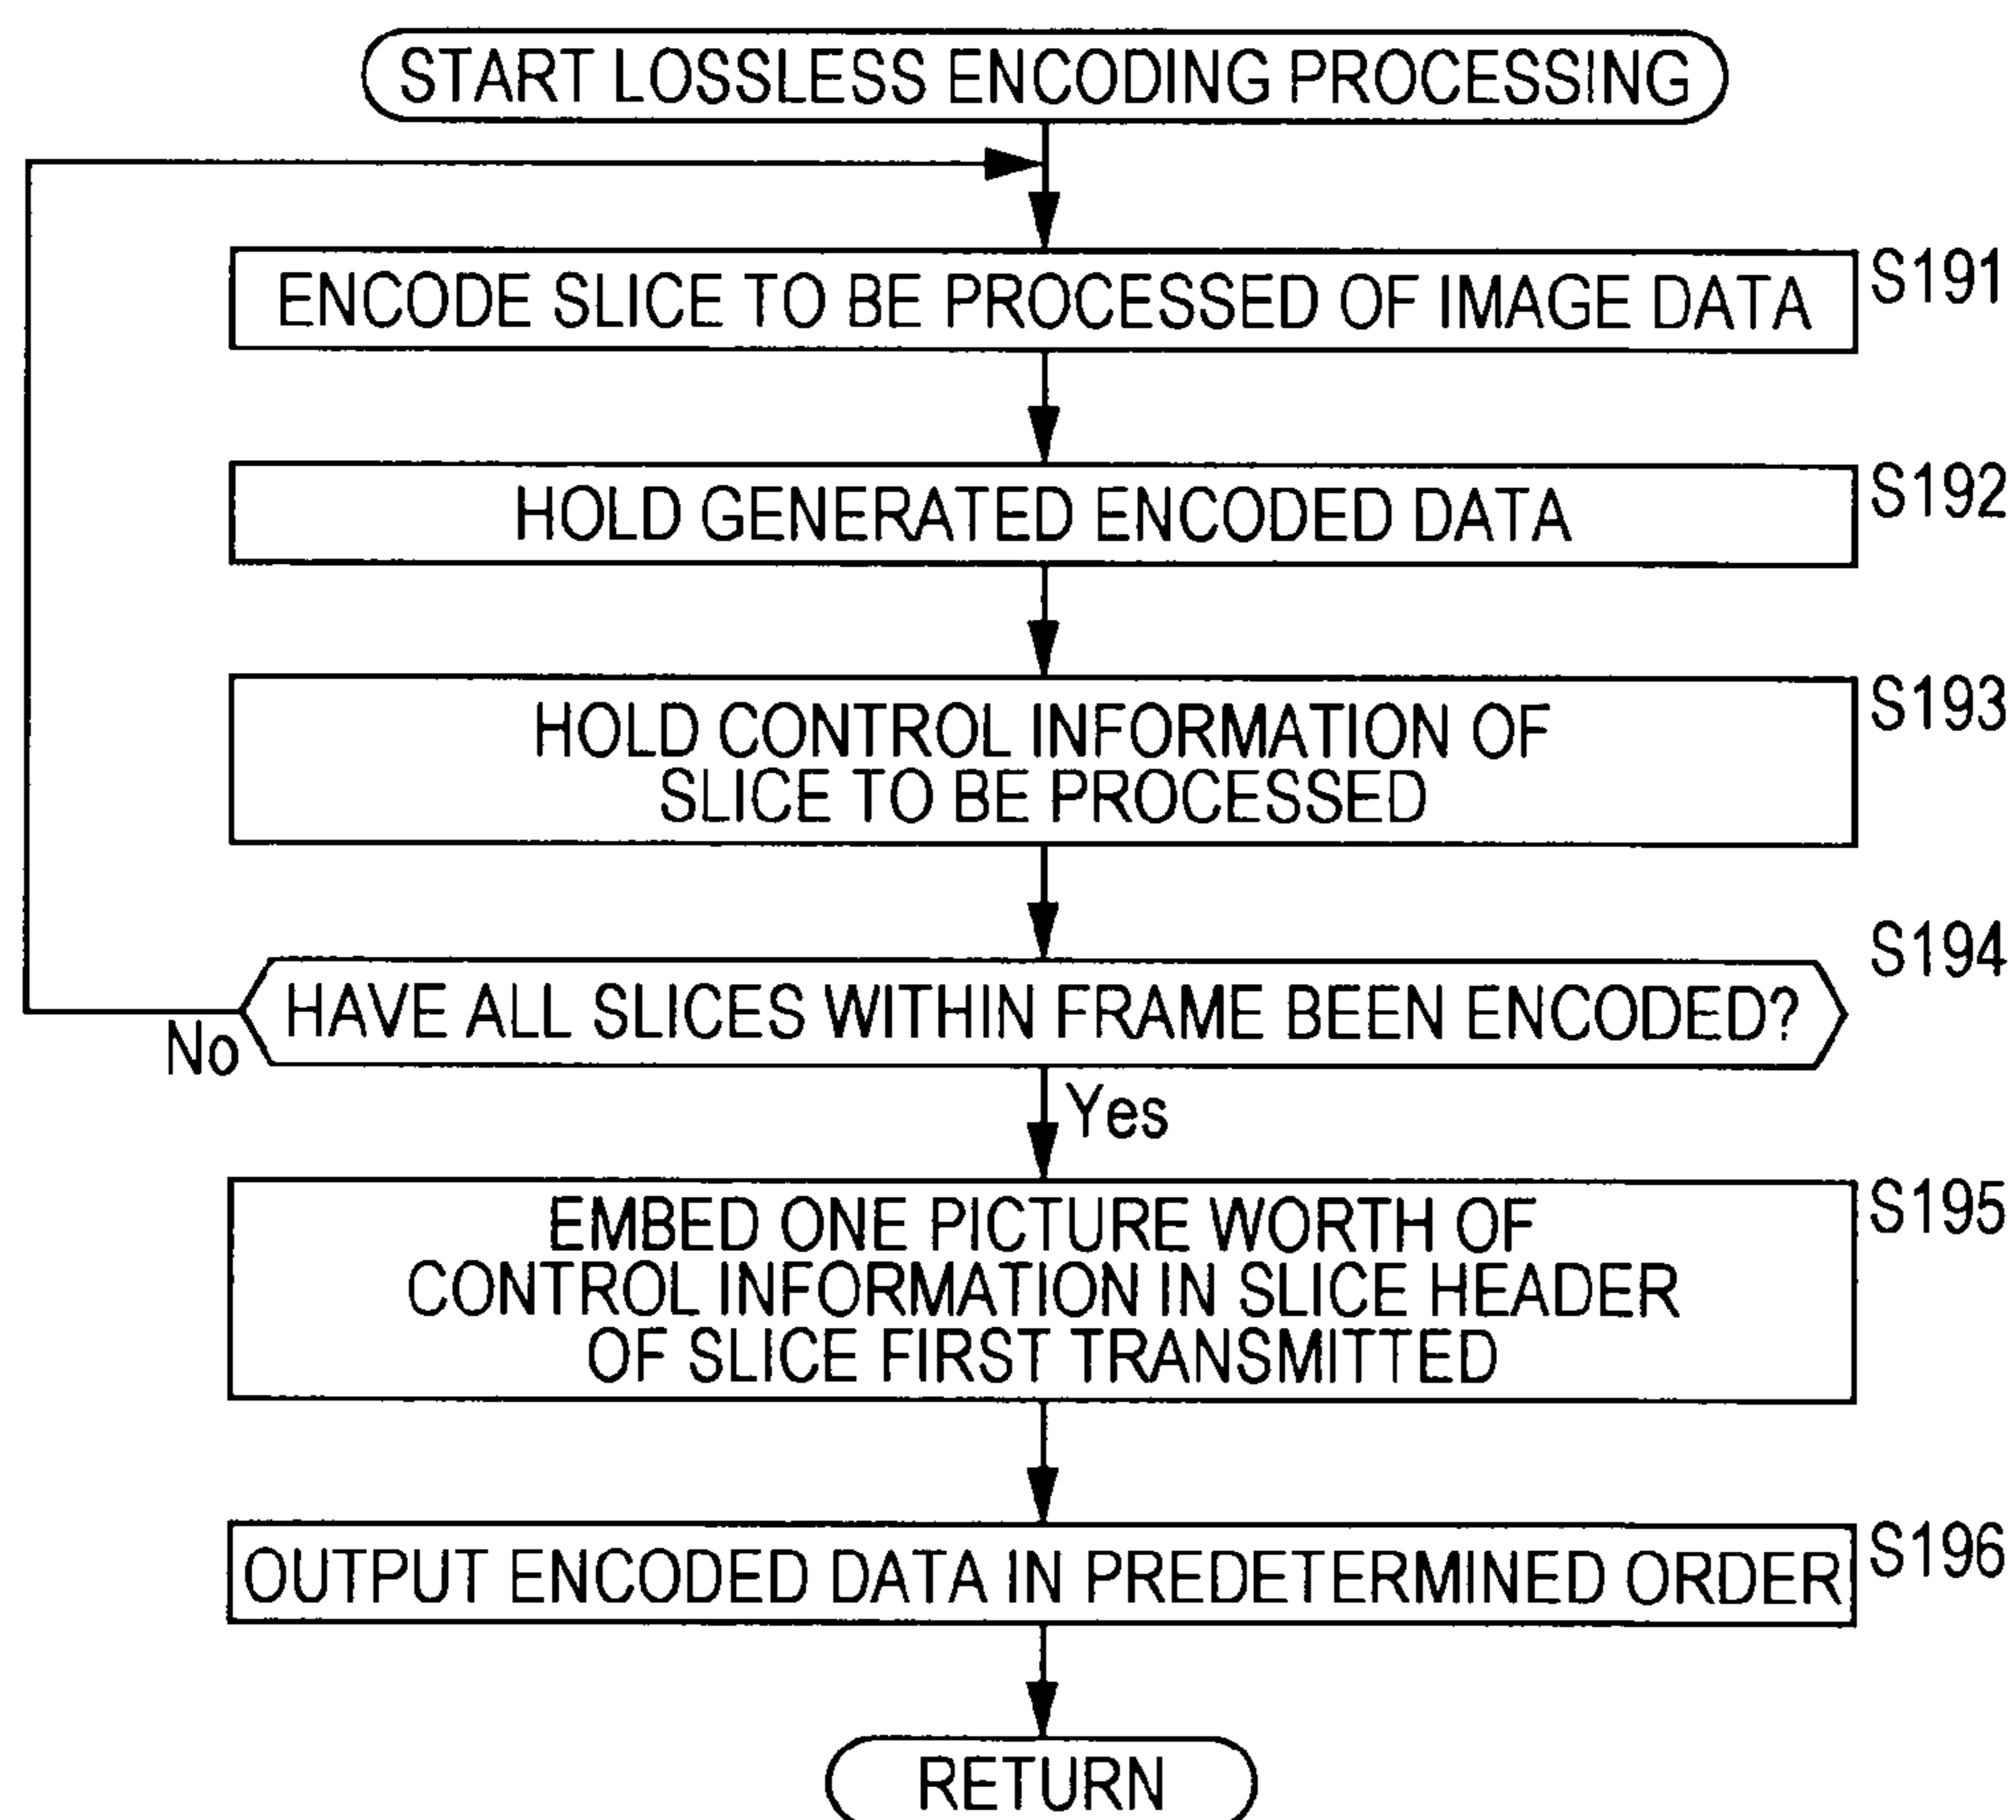 START LOSSLESS ENCODING PROCESSING
ENCODE SLICE TO BE PROCESSED OF IMAGE DATA
S191
HOLD GENERATED ENCODED DATA
S192
HOLD CONTROL INFORMATION OF
SLICE TO BE PROCESSED
S193
HAVE ALL SLICES WITHIN FRAME BEEN ENCODED?
S194
No
Yes
EMBED ONE PICTURE WORTH OF
CONTROL INFORMATION IN SLICE HEADER
OF SLICE FIRST TRANSMITTED
S195
OUTPUT ENCODED DATA IN PREDETERMINED ORDER
S196
RETURN